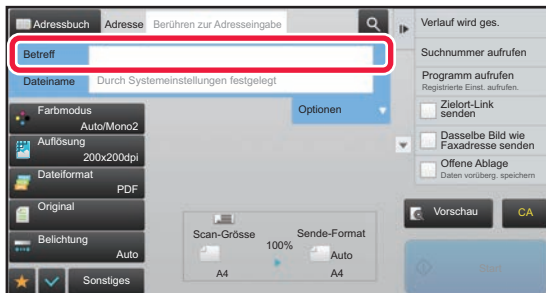 Adressbuch
Adresse
Berühren zur Adresseingabe
Betreff
Dateiname
Durch Systemeinstellungen festgelegt
Optionen
Farbmodus
Auto/Mono2
Auflösung
200x200dpi
Dateiformat
PDF
Original
Belichtung
Auto
Sonstiges
Scan-Grösse
A4
100%
Sende-Format
Auto
A4
Verlauf wird ges.
Suchnummer aufrufen
Programm aufrufen
Registrierte Einst. aufrufen.
Zielort-Link
senden
Dasselbe Bild wie
Faxadresse senden
Offene Ablage
Daten vorüberg. speichern
Vorschau
CA
Start